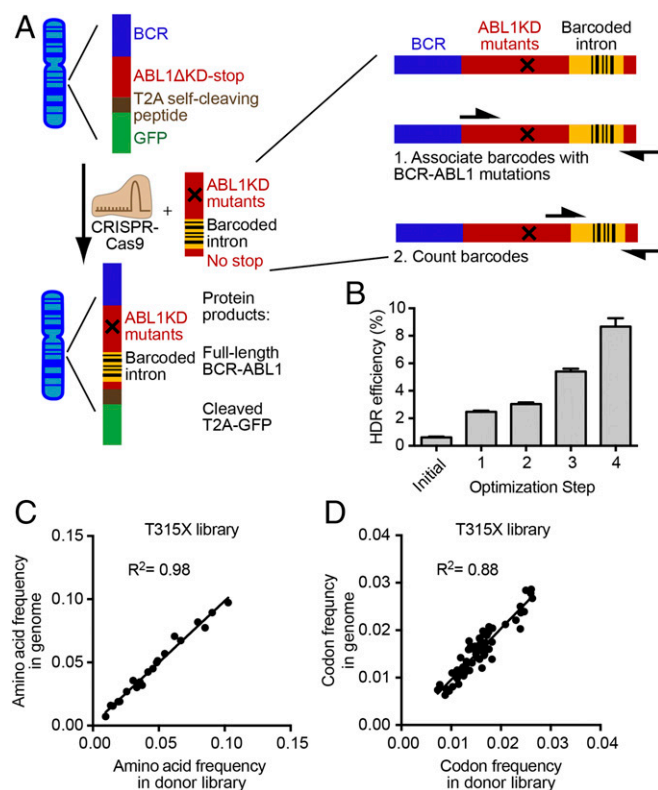 A
BCR
ABL1ΔKD-stop
T2A self-cleaving
peptide
GFP
CRISPR-
Cas9
+
ABL1KD
mutants
Barcoded
intron
No stop
ABL1KD
mutants
Barcoded
intron
Protein
products:
Full-length
BCR-ABL1
Cleaved
T2A-GFP
BCR
ABL1KD
mutants
Barcoded
intron
1. Associate barcodes with
BCR-ABL1 mutations
2. Count barcodes
B
HDR efficiency (%)
10
8
6
4
2
0
Initial
1
2
3
4
Optimization Step
C
T315X library
R²= 0.98
Amino acid frequency
in genome
0.15
0.10
0.05
0.00
0.00
0.05
0.10
0.15
Amino acid frequency
in donor library
D
T315X library
R²= 0.88
Codon frequency
in genome
0.04
0.03
0.02
0.01
0.00
0.00
0.01
0.02
0.03
0.04
Codon frequency
in donor library